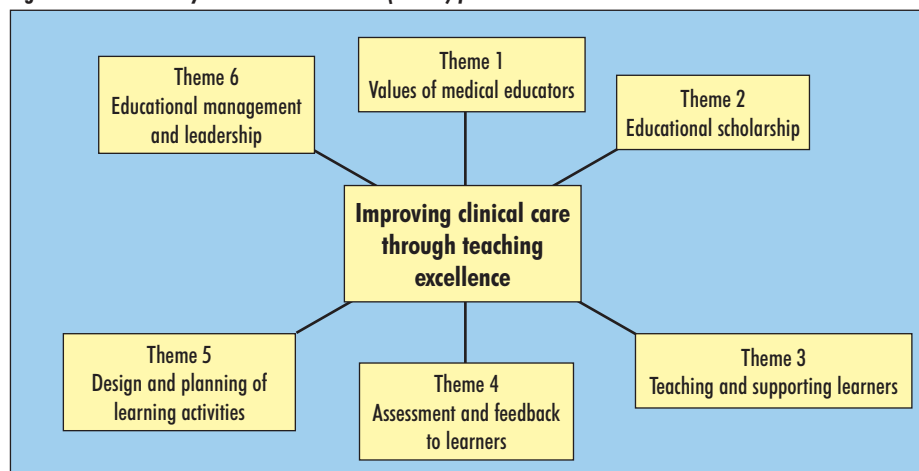 Theme 1
Values of medical educators
Theme 2
Educational scholarship
Theme 3
Teaching and supporting learners
Theme 4
Assessment and feedback
to learners
Theme 5
Design and planning of
learning activities
Theme 6
Educational management
and leadership
Improving clinical care
through teaching
excellence